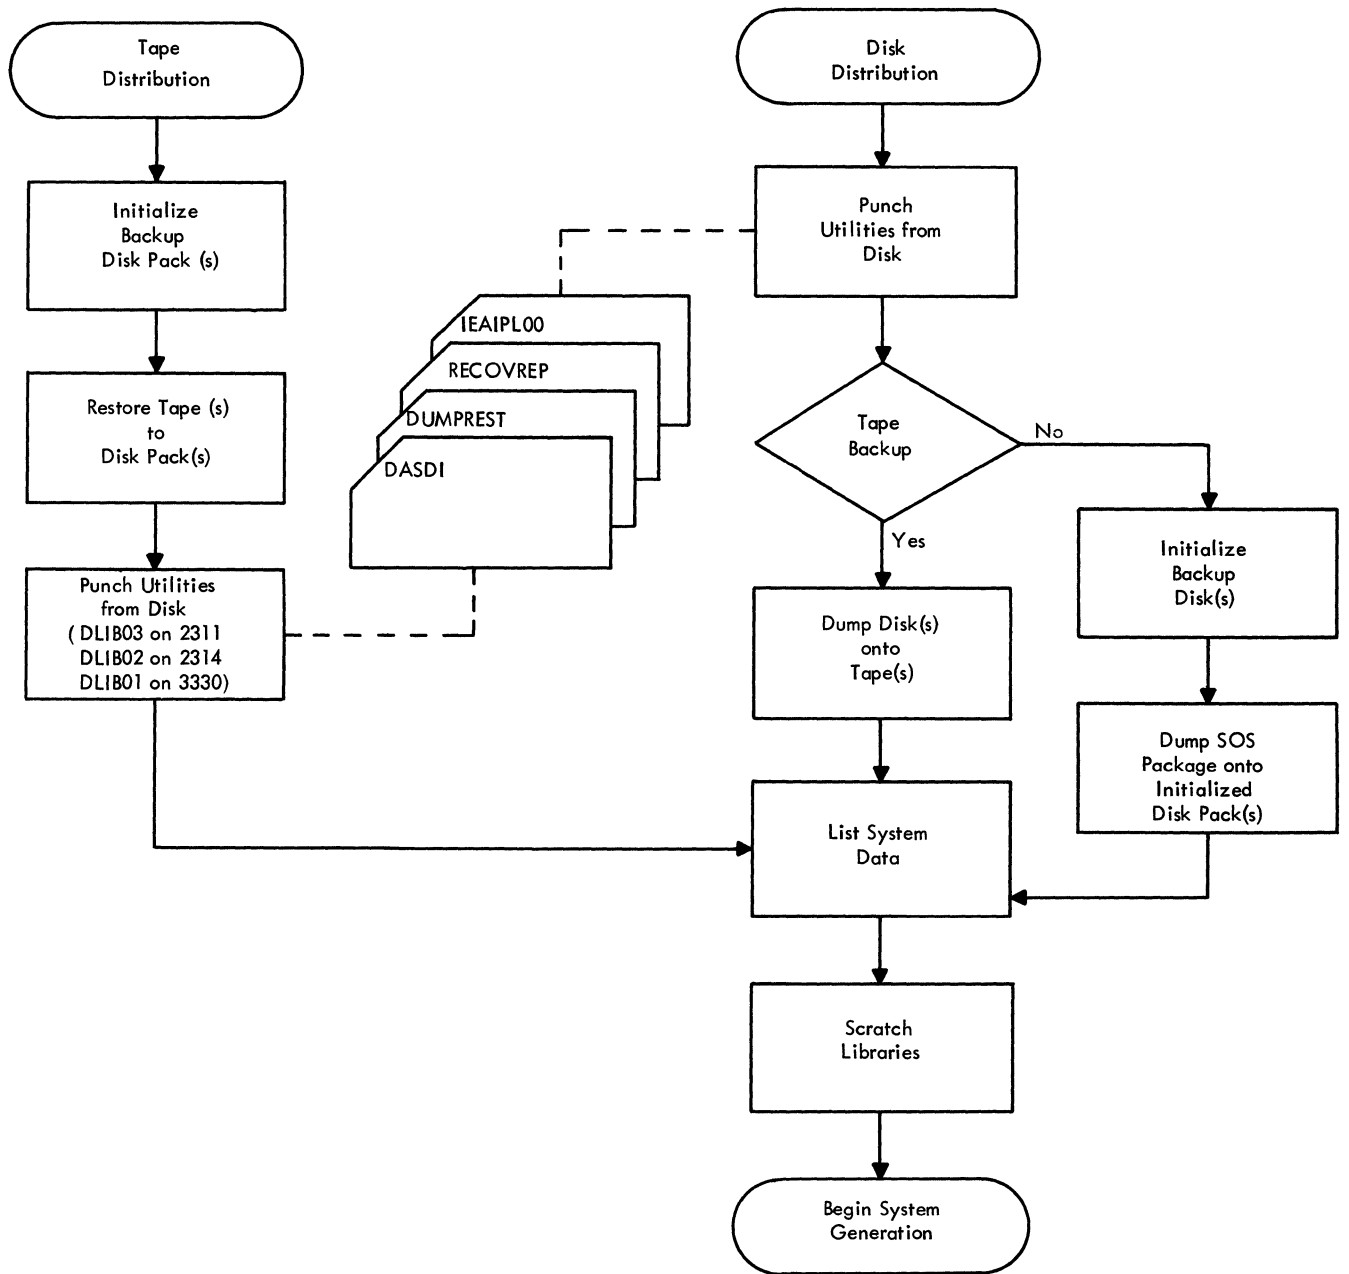 Tape
Distribution
Initialize
Backup
Disk Pack (s)
Restore Tape (s)
to
Disk Pack(s)
Punch Utilities
from Disk
( DLIB03 on 2311
DLIB02 on 2314
DLIB01 on 3330)
IEAIPL00
RECOVREP
DUMPREST
DASDI
Disk
Distribution
Punch
Utilities from
Disk
Tape
Backup
No
Yes
Initialize
Backup
Disk(s)
Dump Disk(s)
onto
Tape(s)
Dump SOS
Package onto
Initialized
Disk Pack(s)
List System
Data
Scratch
Libraries
Begin System
Generation